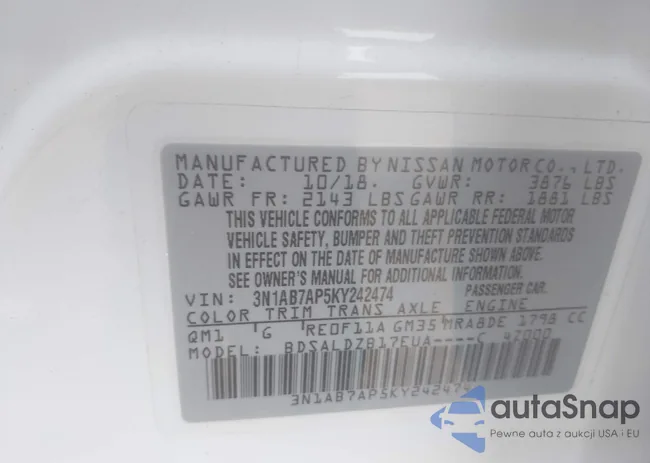 MANUFACTURED BY NISSAN MOTOR CO., LTD.
DATE: 10/18. GVWR: 3876 LBS
GAWR FR: 2143 LBS GAWR RR: 1881 LBS
THIS VEHICLE CONFORMS TO ALL APPLICABLE FEDERAL MOTOR
VEHICLE SAFETY, BUMPER AND THEFT PREVENTION STANDARDS
IN EFFECT ON THE DATE OF MANUFACTURE SHOWN ABOVE.
SEE OWNER'S MANUAL FOR ADDITIONAL INFORMATION.
VIN: 3N1AB7AP5KY242474 PASSENGER CAR.
COLOR TRIM TRANS AXLE ENGINE
QM1 'G 'RE0F11A GM35 MRA8DE 1798 CC
MODEL: BDSALDZB17EUA----C
3N1AB7AP5KY242474
autaSnap
Pewne auta z aukcji USA i EU